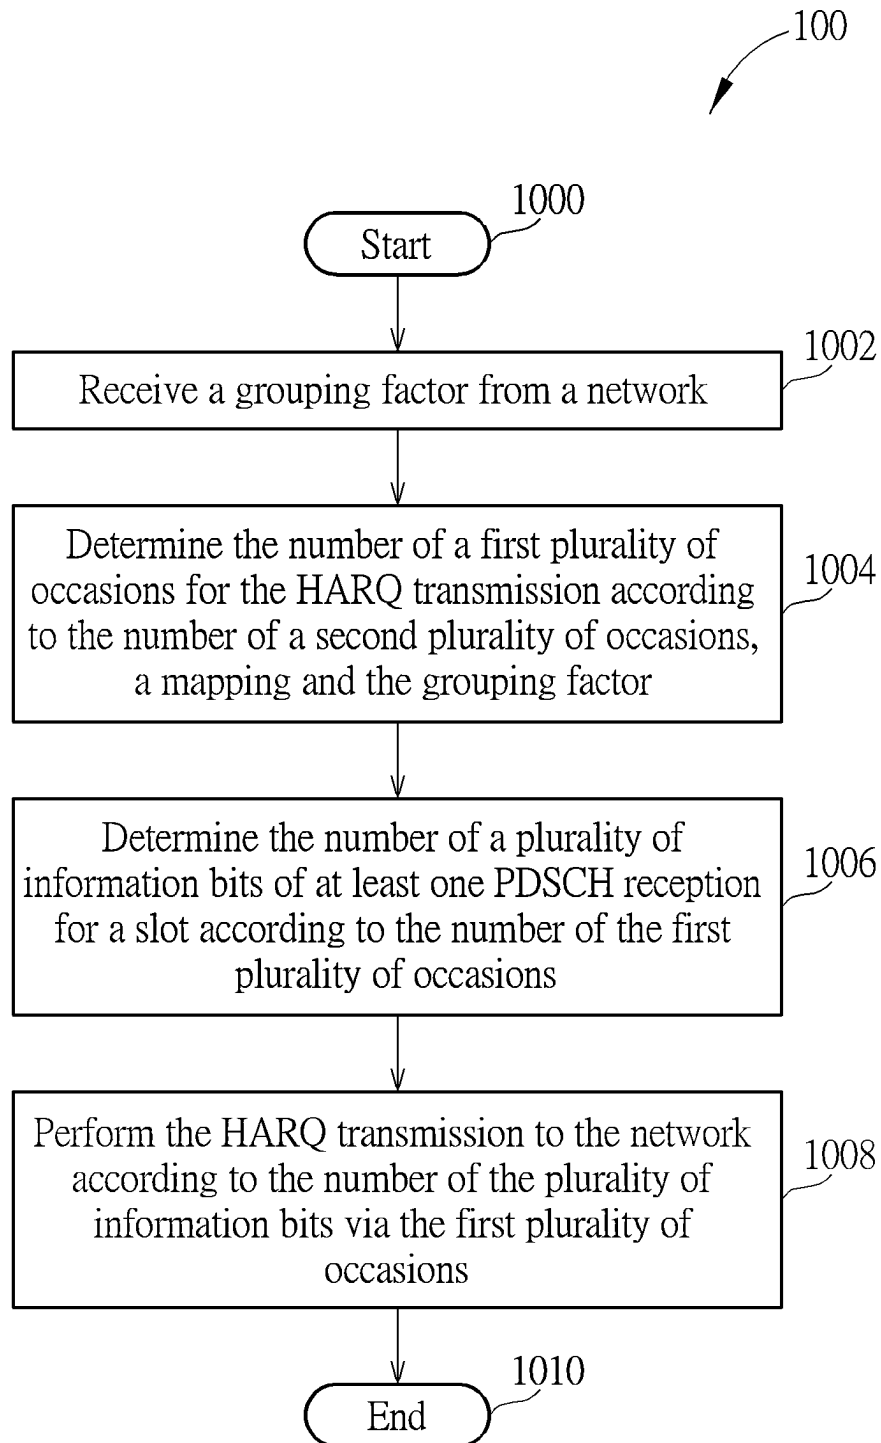 100
1000
Start
1002
Receive a grouping factor from a network
Determine the number of a first plurality of
occasions for the HARQ transmission according
to the number of a second plurality of occasions,
a mapping and the grouping factor
1004
Determine the number of a plurality of
information bits of at least one PDSCH reception
for a slot according to the number of the first
plurality of occasions
1006
Perform the HARQ transmission to the network
according to the number of the plurality of
information bits via the first plurality of
occasions
1008
1010
End